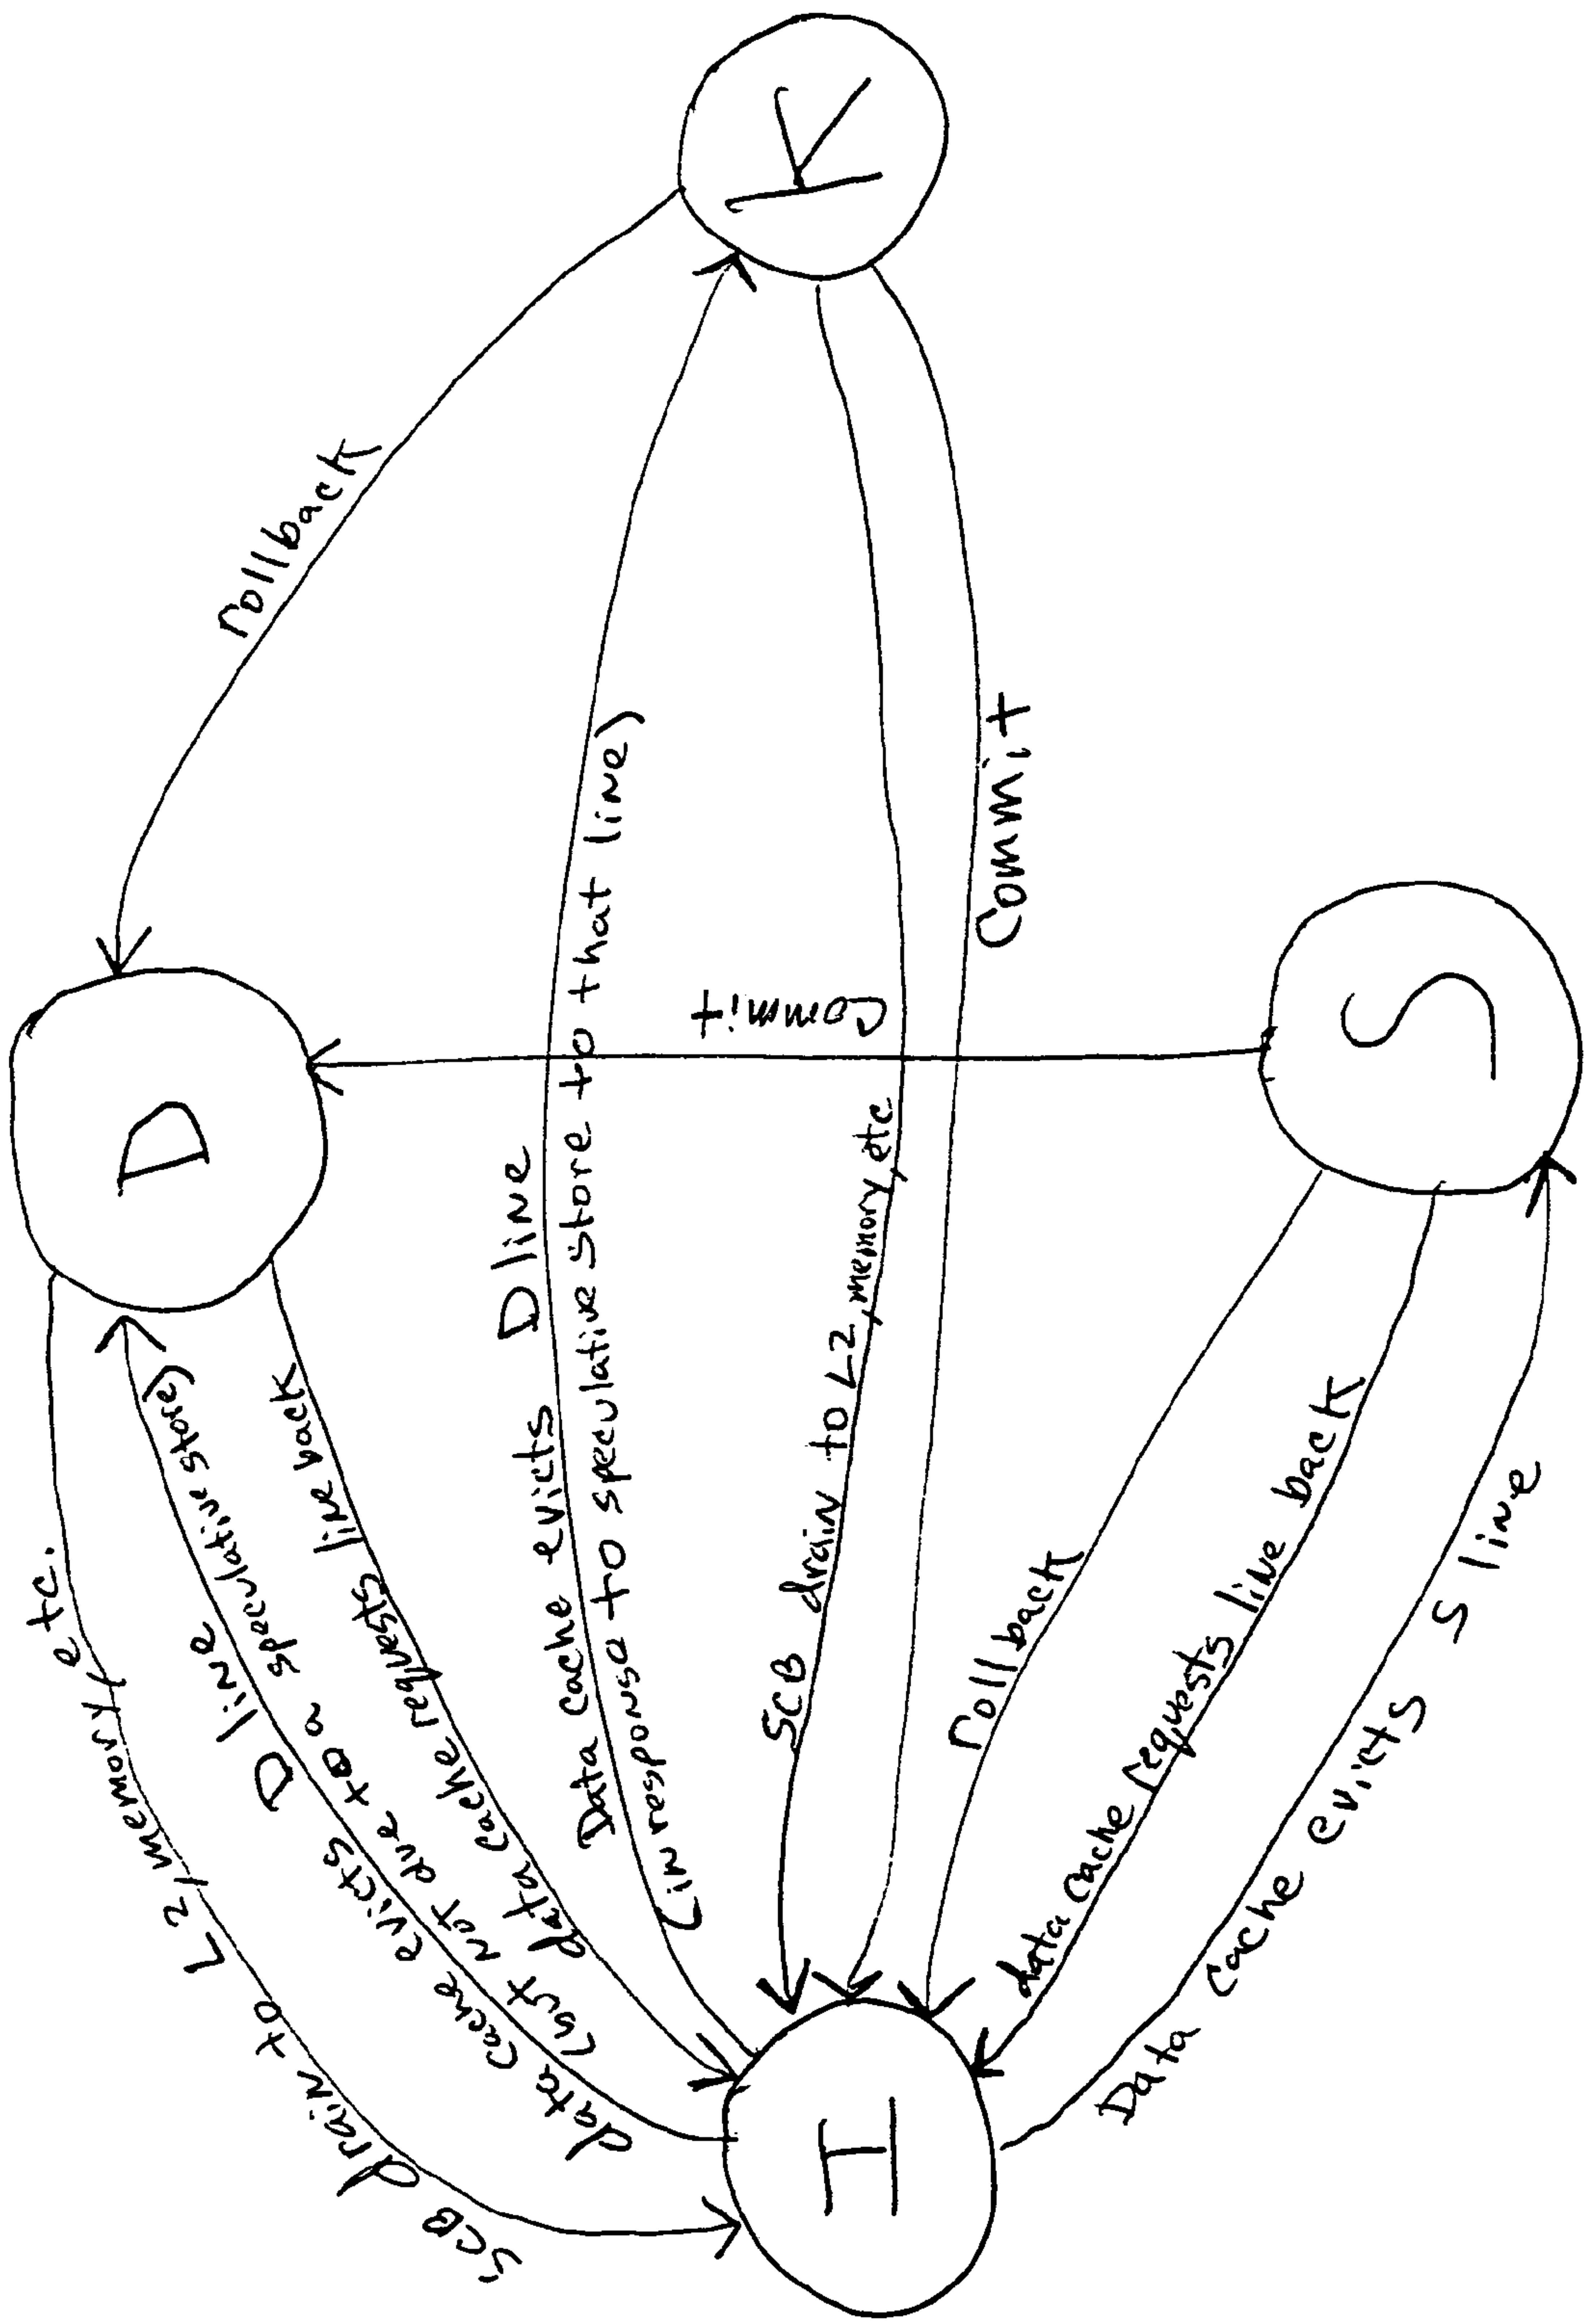 SCB drain to L2/memory/etc.
data cache evicts D line
(but not due to a speculative store)
data cache requests line back
D
rollback
Data cache evicts D line
(in response to speculative store to that line)
K
Commit
SCB drain to L2, memory, etc
Commit
I
rollback
data cache requests line back
Data cache evicts S line
S